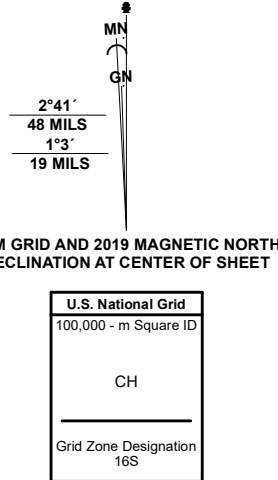 MN
GN
2°41´
48 MILS
1°3´
19 MILS
M GRID AND 2019 MAGNETIC NORTH
ECLINATION AT CENTER OF SHEET
U.S. National Grid
100,000 - m Square ID
CH
Grid Zone Designation
16S